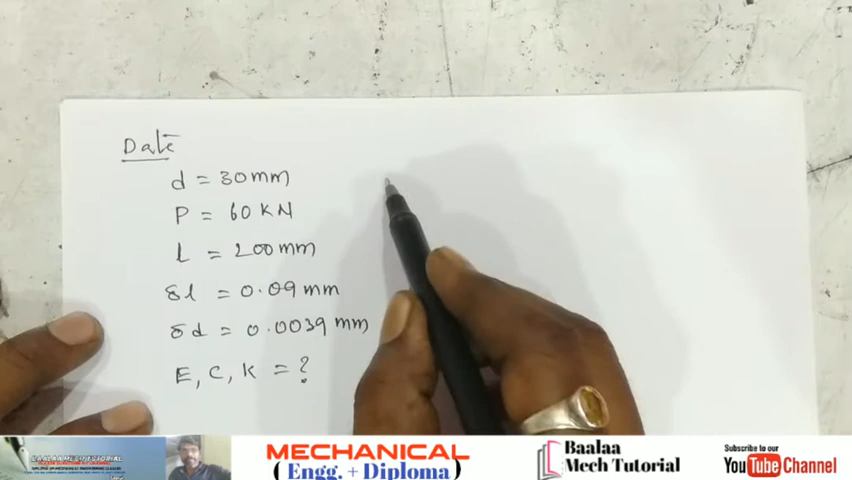 Date
d = 30mm
P = 60 KN
l = 200mm
δl = 0.09 mm
δd = 0.0039 mm
E, C, K = ?
MECHANICAL
( Engg. + Diploma )
Baalaa
Mech Tutorial
Subscribe to our
YouTube Channel